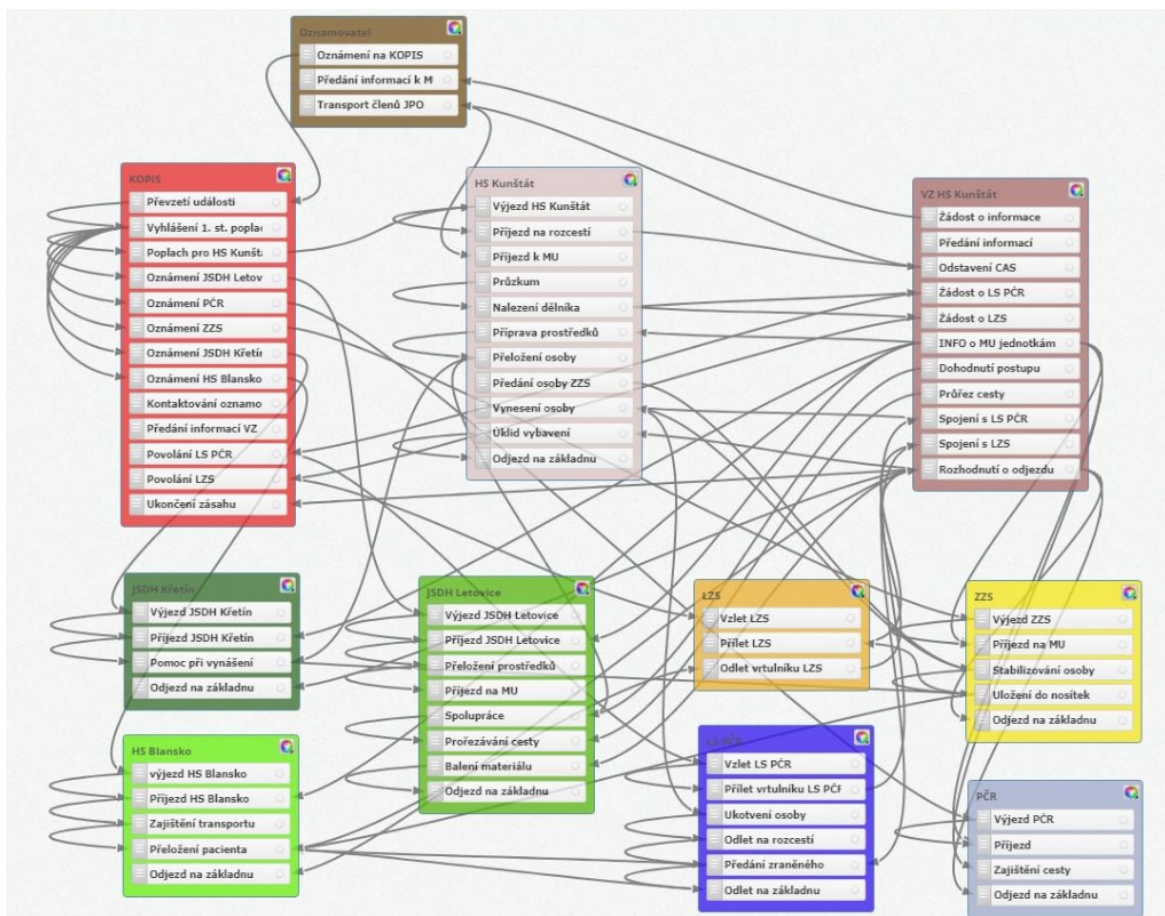 Oznamovatel
Oznámení na KOPIS
Předání informací k M
Transport členů JPO
KOPIS
Převzetí události
Vyhlášení 1. st. popla
Poplach pro HS Kunšt
Oznámení JSDH Letov
Oznámení PČR
Oznámení ZZS
Oznámení JSDH Křetín
Oznámení HS Blansko
Kontaktování oznamo
Předání informací VZ
Povolání LS PČR
Povolání LZS
Ukončení zásahu
HS Kunštát
Výjezd HS Kunštát
Příjezd na rozcestí
Příjezd k MU
Průzkum
Nalezení dělníka
Příprava prostředků
Přeložení osoby
Předání osoby ZZS
Vynesení osoby
Úklid vybavení
Odjezd na základnu
VZ HS Kunštát
Žádost o informace
Předání informací
Odstavení CAS
Žádost o LS PČR
Žádost o LZS
INFO o MU jednotkám
Dohodnutí postupu
Průřez cesty
Spojení s LS PČR
Spojení s LZS
Rozhodnutí o odjezdu
JSDH Křetín
Výjezd JSDH Křetín
Příjezd JSDH Křetín
Pomoc při vynášení
Odjezd na základnu
JSDH Letovice
Výjezd JSDH Letovice
Příjezd JSDH Letovice
Přeložení prostředků
Příjezd na MU
Spolupráce
Prořezávání cesty
Balení materiálu
Odjezd na základnu
LZS
Vzlet LZS
Přílet LZS
Odlet vrtulníku LZS
ZZS
Výjezd ZZS
Příjezd na MU
Stabilizování osoby
Uložení do nosítek
Odjezd na základnu
HS Blansko
výjezd HS Blansko
Příjezd HS Blansko
Zajištění transportu
Přeložení pacienta
Odjezd na základnu
LS PČR
Vzlet LS PČR
Přílet vrtulníku LS PČF
Ukotvení osoby
Odlet na rozcestí
Předání zraněného
Odlet na základnu
PČR
Výjezd PČR
Příjezd
Zajištění cesty
Odjezd na základnu